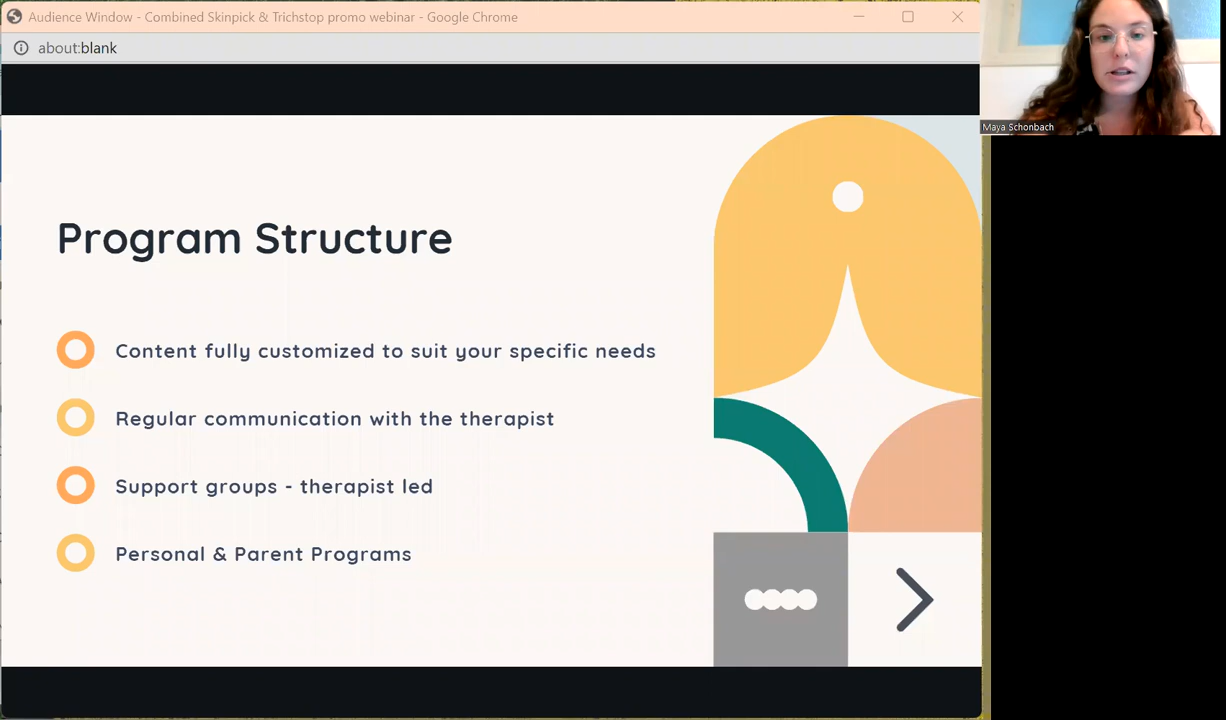 Audience Window - Combined Skinpick & Trichstop promo webinar - Google Chrome
about:blank
Maya Schonbach
Program Structure
Content fully customized to suit your specific needs
Regular communication with the therapist
Support groups - therapist led
Personal & Parent Programs